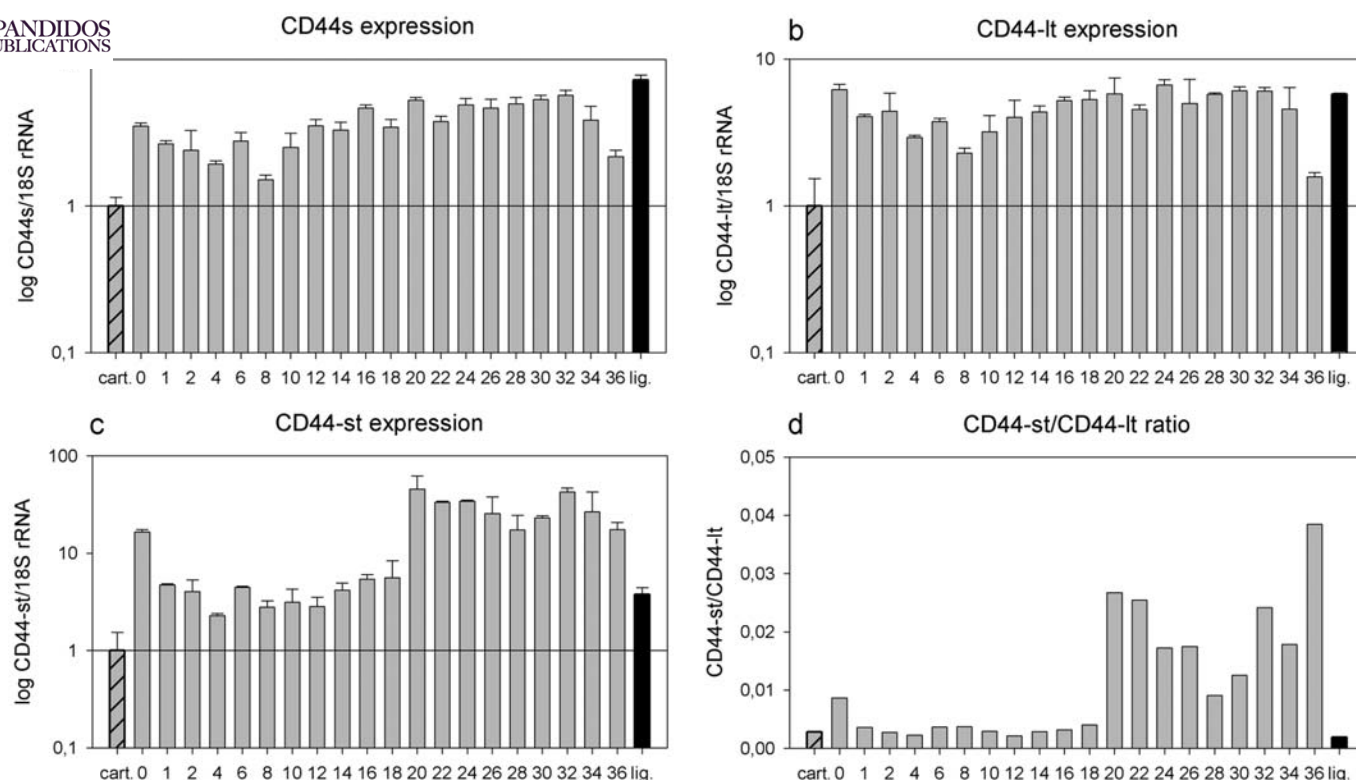 PANDIDOS
UBLICATIONS
CD44s expression
log CD44s/18S rRNA
1
0,1
cart. 0 1 2 4 6 8 10 12 14 16 18 20 22 24 26 28 30 32 34 36 lig.
b
CD44-lt expression
log CD44-lt/18S rRNA
10
1
0,1
cart. 0 1 2 4 6 8 10 12 14 16 18 20 22 24 26 28 30 32 34 36 lig.
c
CD44-st expression
log CD44-st/18S rRNA
100
10
1
0,1
cart. 0 1 2 4 6 8 10 12 14 16 18 20 22 24 26 28 30 32 34 36 lig.
d
CD44-st/CD44-lt ratio
CD44-st/CD44-lt
0,05
0,04
0,03
0,02
0,01
0,00
cart. 0 1 2 4 6 8 10 12 14 16 18 20 22 24 26 28 30 32 34 36 lig.